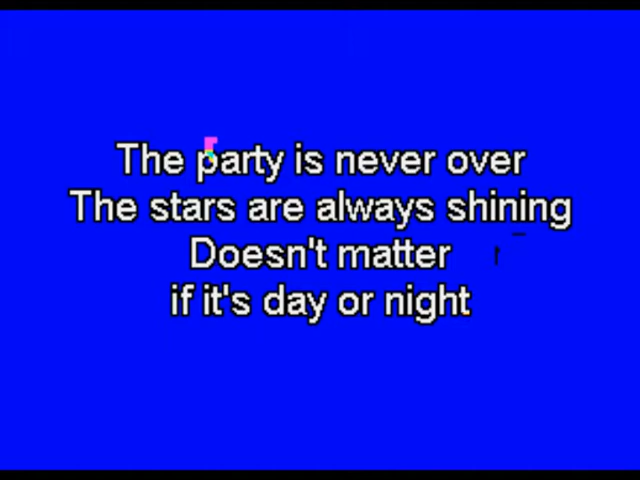 The party is never over
The stars are always shining
Doesn't matter
if it's day or night